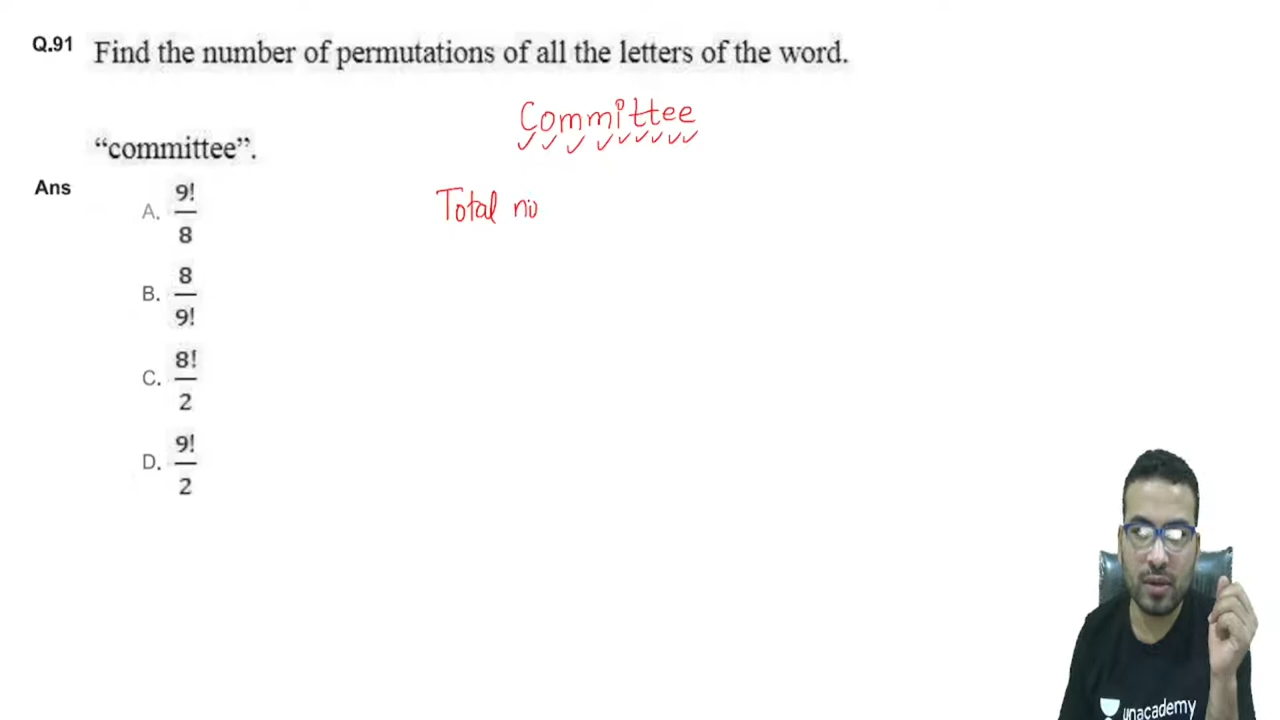 Q.91 Find the number of permutations of all the letters of the word.
Committee
“committee”.
Total no
Ans
A. 9!/8
B. 8/9!
C. 8!/2
D. 9!/2
unacademy